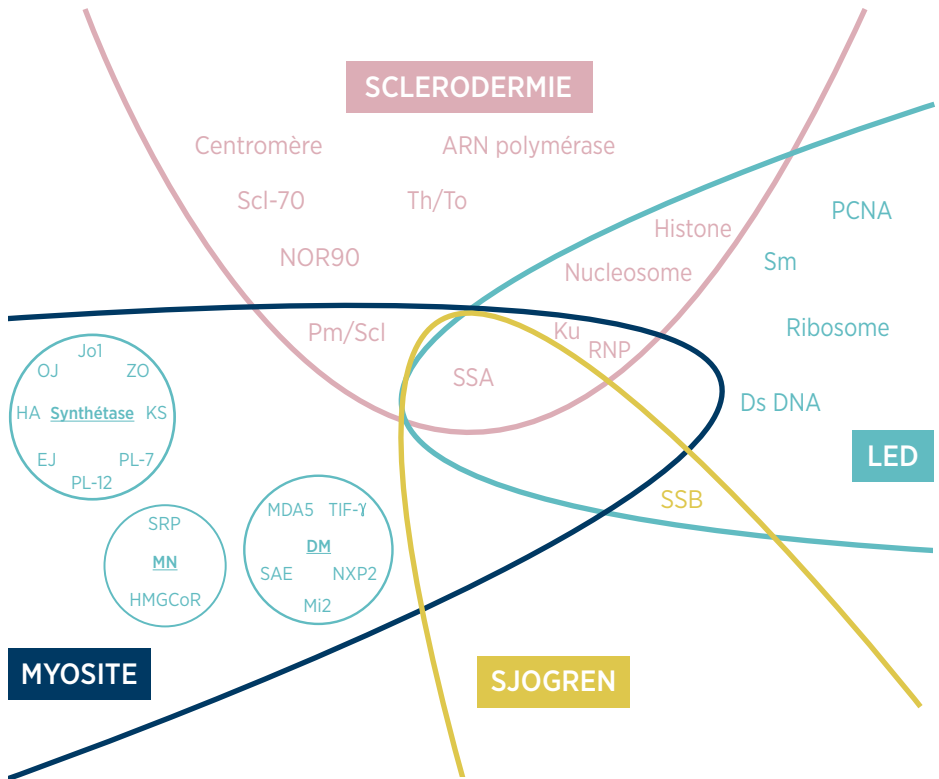 SCLERODERMIE
Centromère
ARN polymérase
Scl-70
Th/To
PCNA
Histone
NOR90
Sm
Nucleosome
Pm/Scl
Ku
Ribosome
RNP
Jo1
OJ
ZO
SSA
HA
Synthétase
KS
Ds DNA
EJ
PL-7
PL-12
LED
SSB
MDA5
TIF-γ
SRP
DM
MN
SAE
NXP2
HMGCoR
Mi2
MYOSITE
SJOGREN